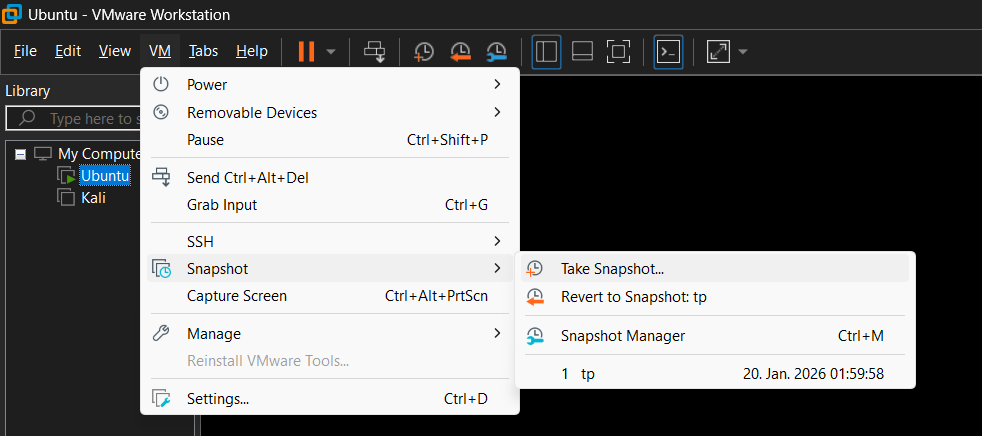 Ubuntu - VMware Workstation
File Edit View VM Tabs Help
Library
Type here to s
My Compute
Ubuntu
Kali
Power
Removable Devices
Pause Ctrl+Shift+P
Send Ctrl+Alt+Del
Grab Input Ctrl+G
SSH
Snapshot
Capture Screen Ctrl+Alt+PrtScn
Manage
Reinstall VMware Tools...
Settings... Ctrl+D
Take Snapshot...
Revert to Snapshot: tp
Snapshot Manager Ctrl+M
1 tp 20. Jan. 2026 01:59:58